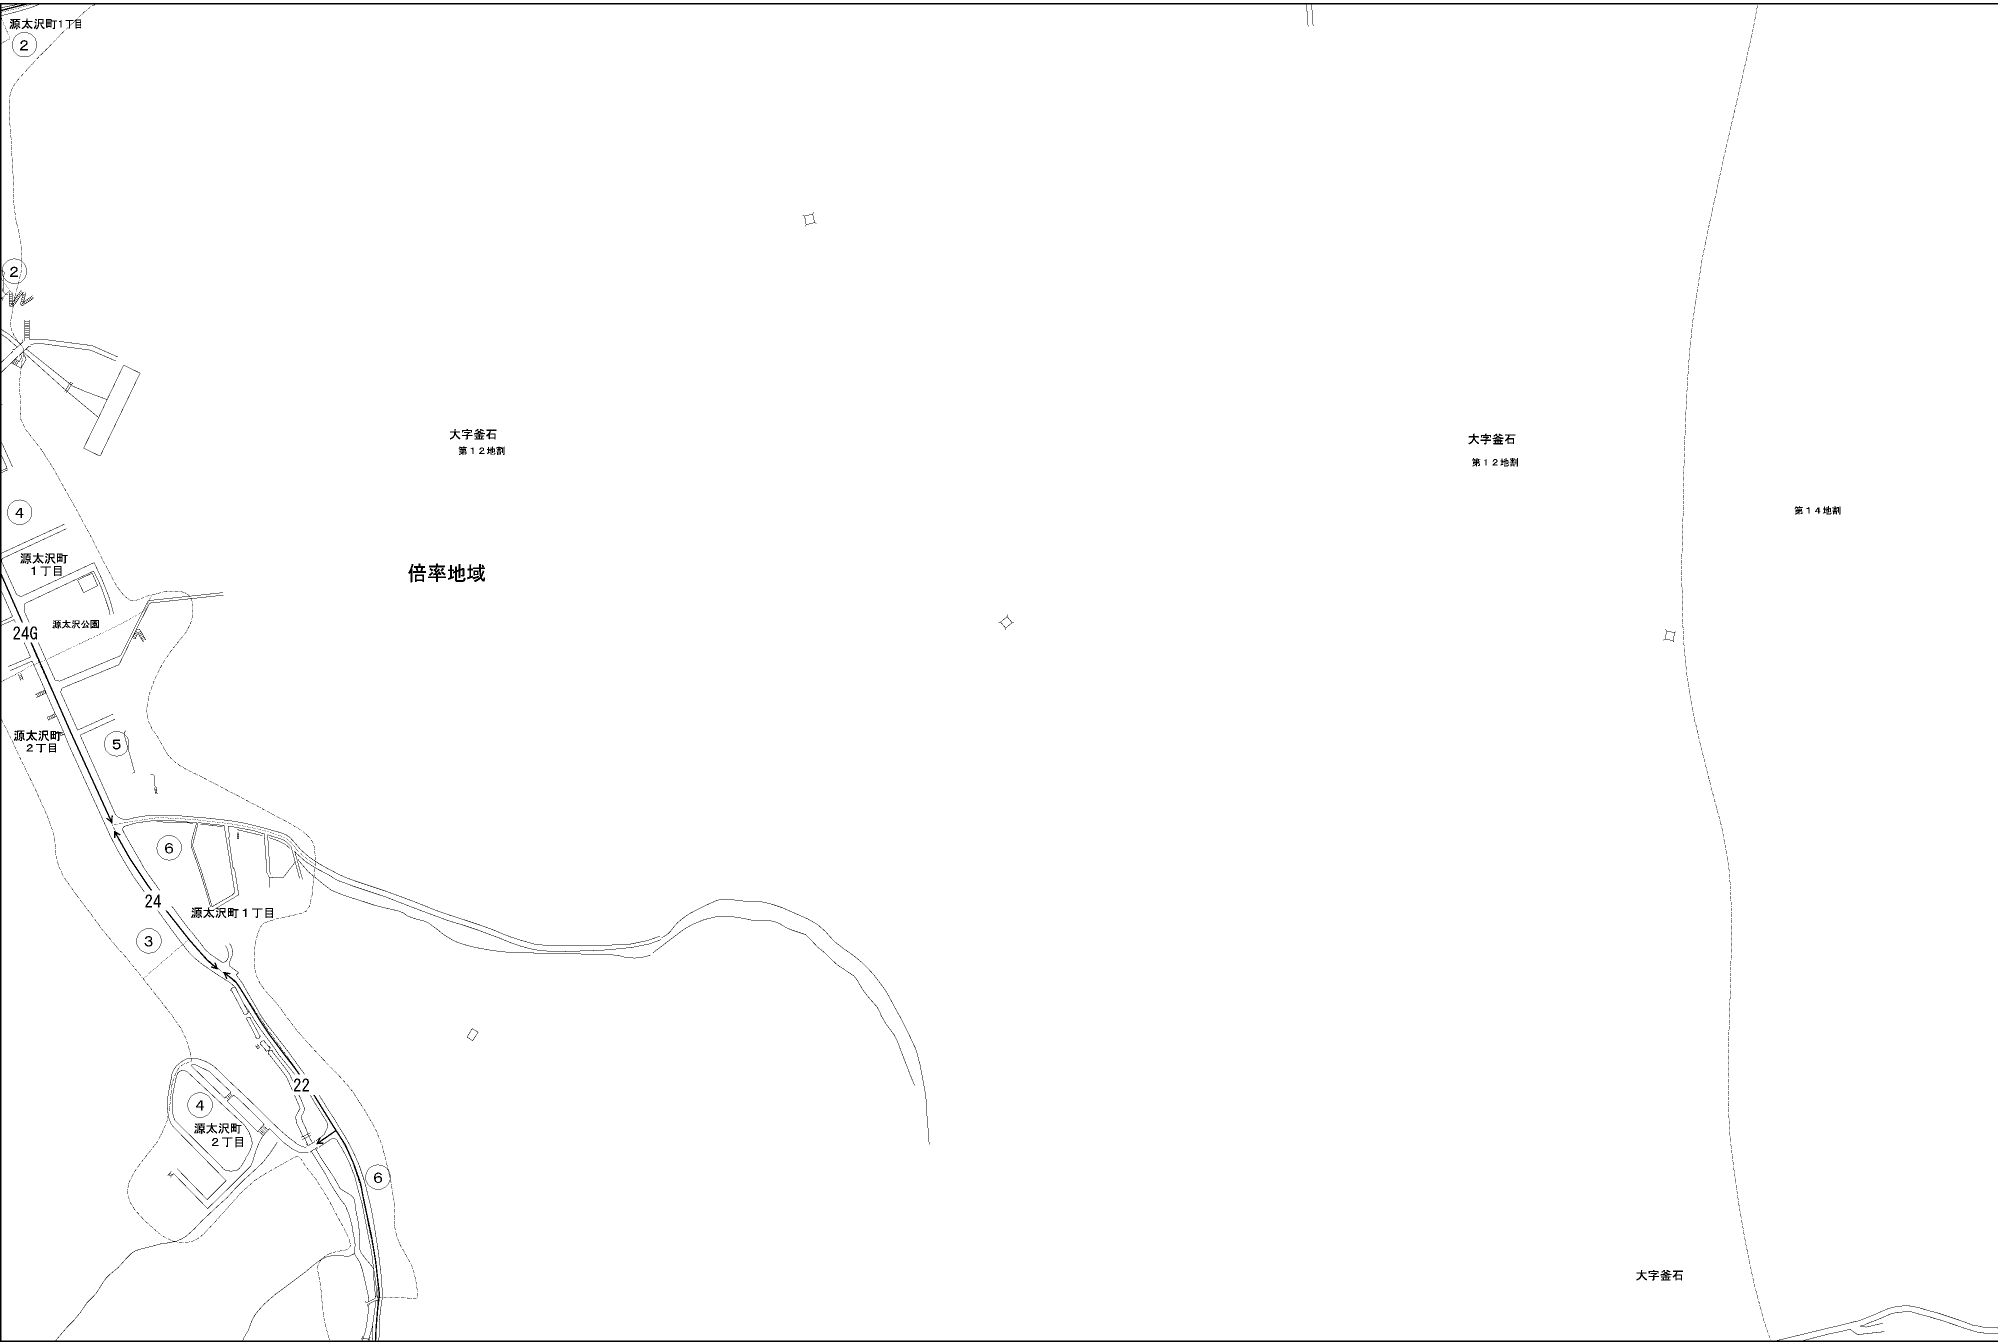 源太沢町1丁目
2
2
大字釜石
第12地割
大字釜石
第12地割
4
第14地割
源太沢町
1丁目
倍率地域
源太沢公園
24G
源太沢町
2丁目
5
6
24
源太沢町1丁目
3
22
4
源太沢町
2丁目
6
大字釜石